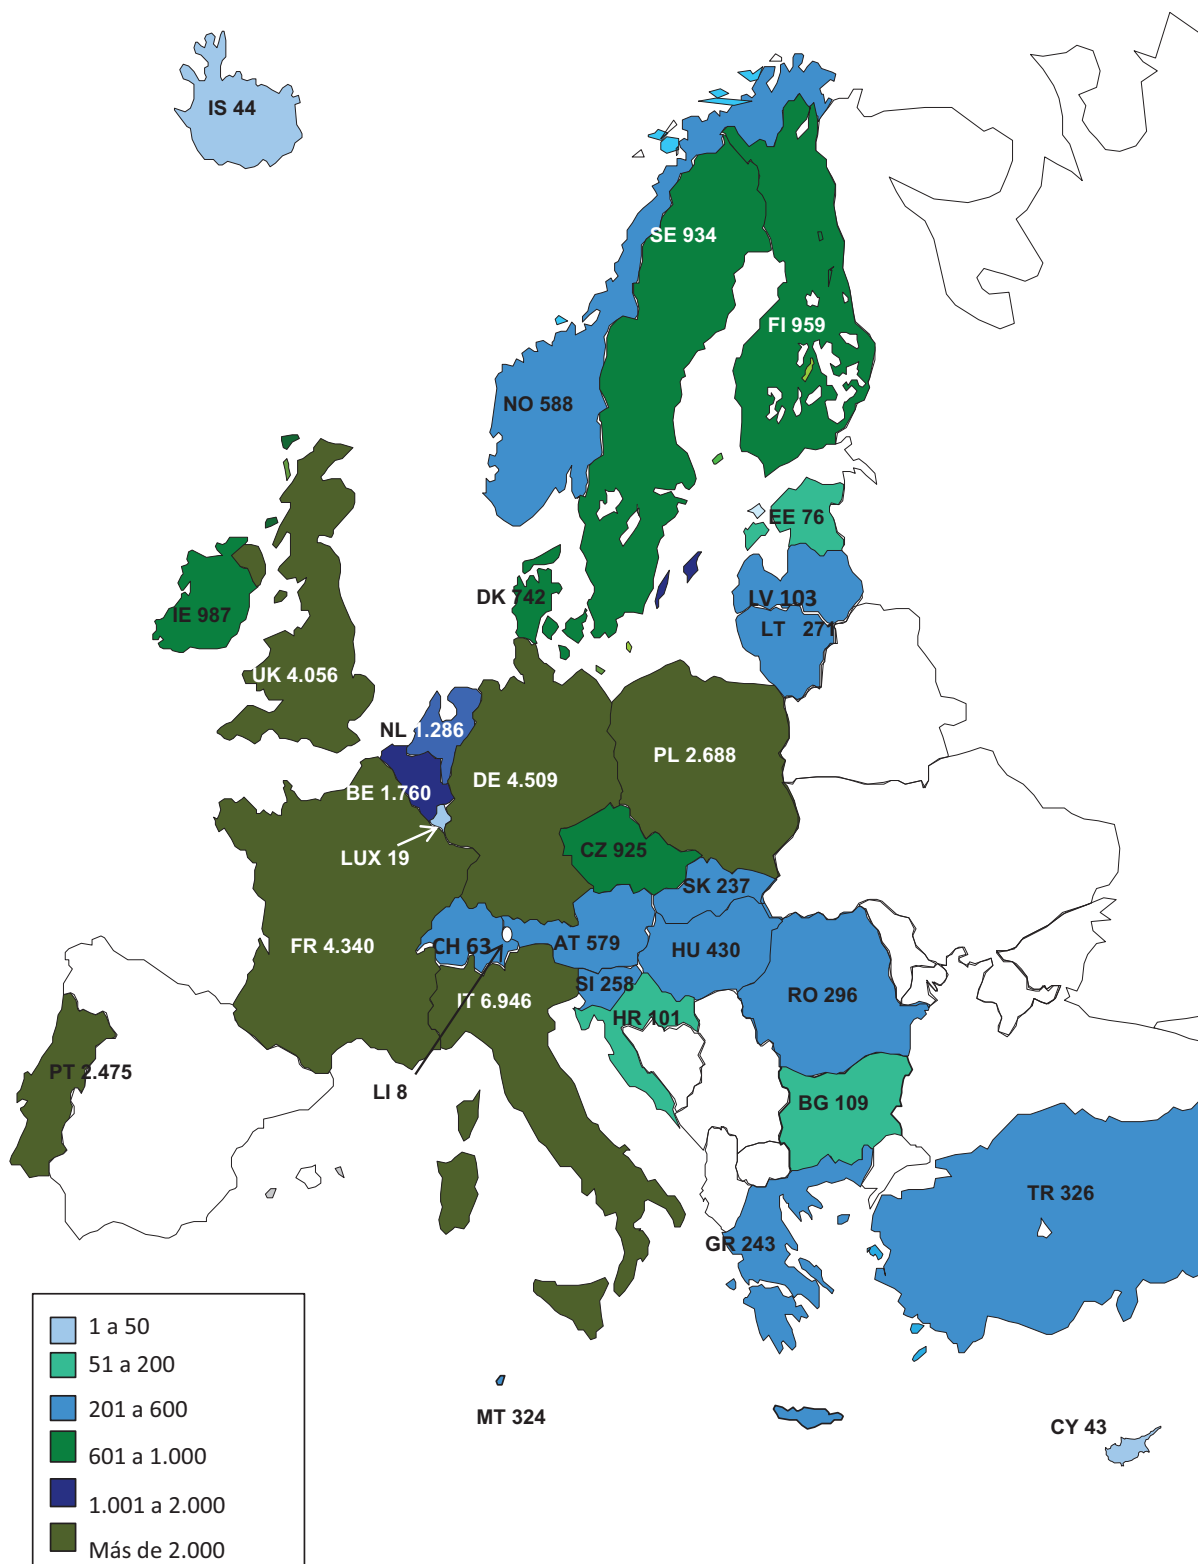 IS 44
SE 934
FI 959
NO 588
EE 76
DK 742
LV 103
IE 987
LT 271
UK 4.056
NL 1.286
PL 2.688
DE 4.509
BE 1.760
CZ 925
LUX 19
SK 237
FR 4.340
CH 63
AT 579
HU 430
SI 258
RO 296
IT 6.946
HR 101
PT 2.475
LI 8
BG 109
TR 326
GR 243
MT 324
CY 43
1 a 50
51 a 200
201 a 600
601 a 1.000
1.001 a 2.000
Más de 2.000